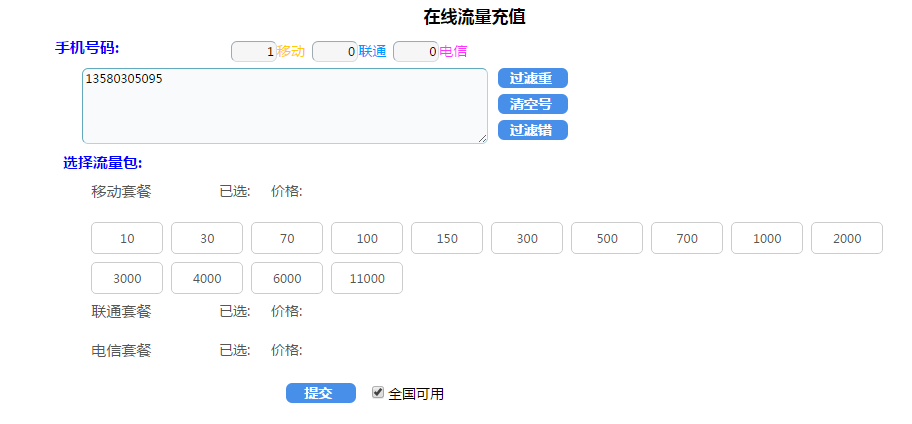 在线流量充值
手机号码:
1移动 0联通 0电信
13580305095
过滤重
清空号
过滤错
选择流量包:
移动套餐 已选: 价格:
10 30 70 100 150 300 500 700 1000 2000
3000 4000 6000 11000
联通套餐 已选: 价格:
电信套餐 已选: 价格:
提交 全国可用